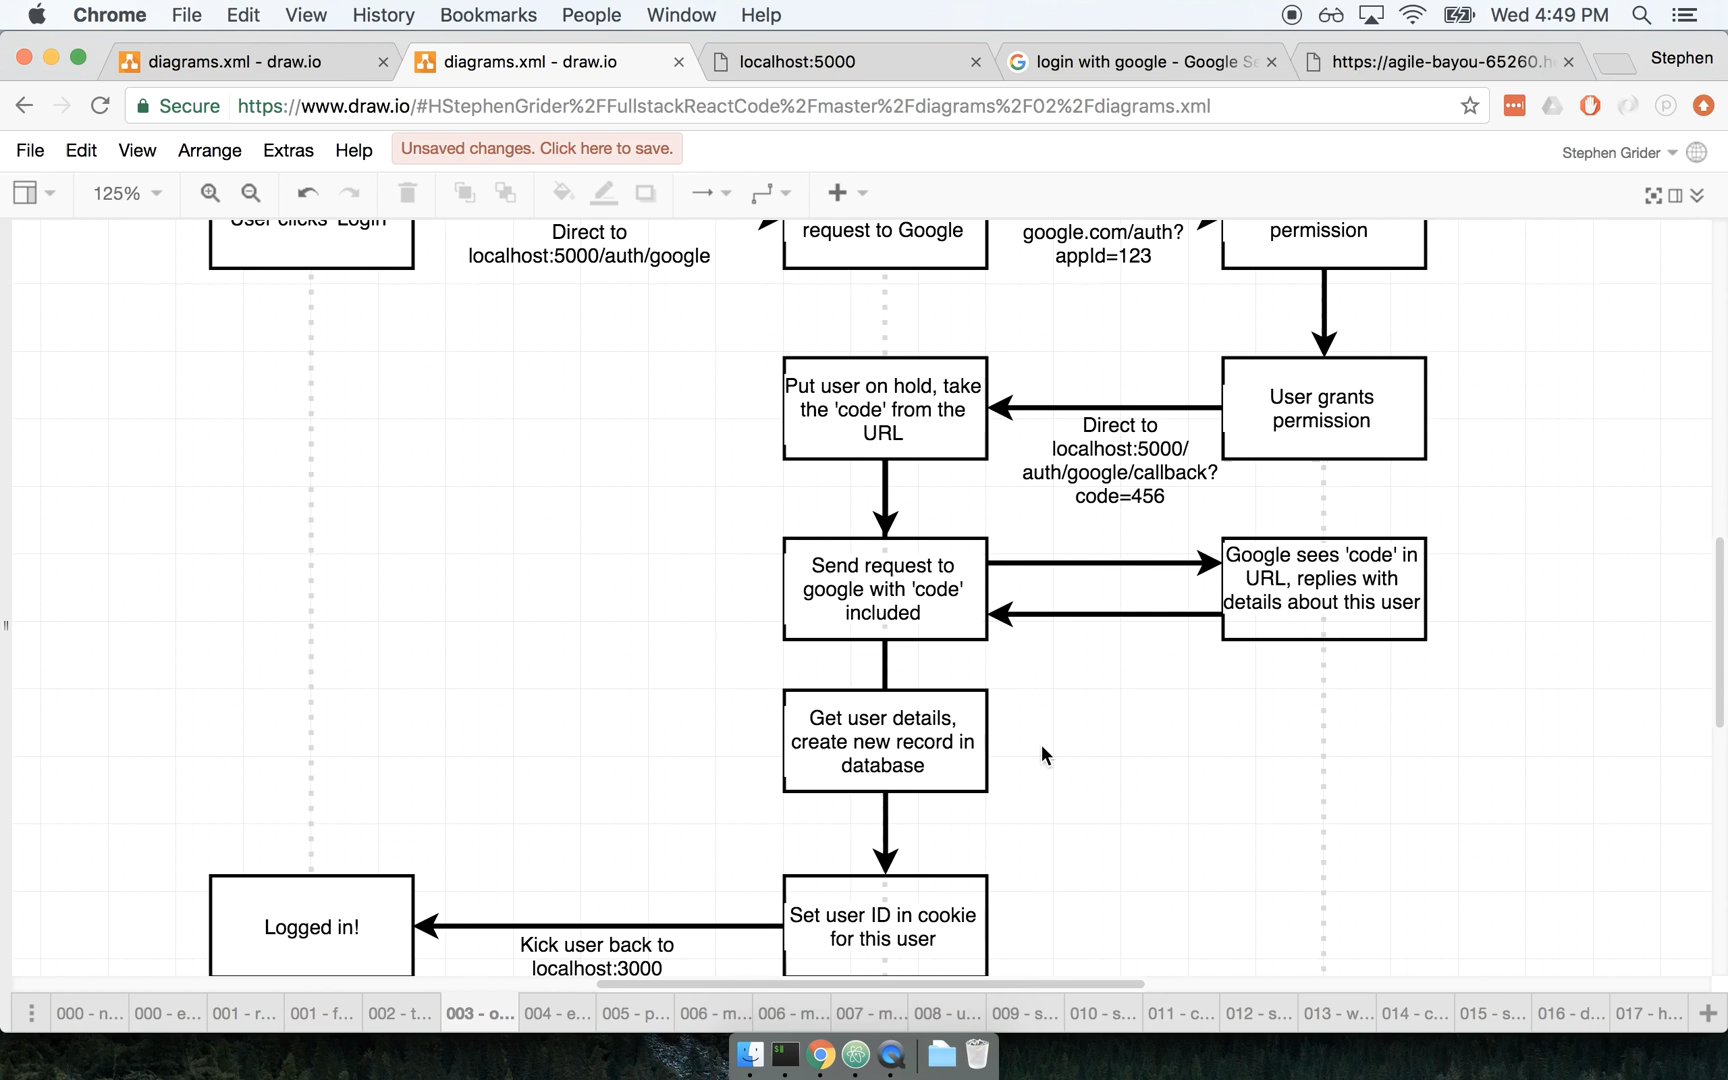 Chrome File Edit View History Bookmarks People Window Help Wed 4:49 PM
diagrams.xml - draw.io diagrams.xml - draw.io localhost:5000 login with google - Google Se https://agile-bayou-65260.h Stephen
Secure https://www.draw.io/#HStephenGrider%2FFullstackReactCode%2Fmaster%2Fdiagrams%2F02%2Fdiagrams.xml
File Edit View Arrange Extras Help Unsaved changes. Click here to save. Stephen Grider
125%
User clicks 'Login'
Direct to
localhost:5000/auth/google
request to Google
google.com/auth?
appId=123
permission
Put user on hold, take
the 'code' from the
URL
Direct to
localhost:5000/
auth/google/callback?
code=456
User grants
permission
Send request to
google with 'code'
included
Google sees 'code' in
URL, replies with
details about this user
Get user details,
create new record in
database
Logged in!
Kick user back to
localhost:3000
Set user ID in cookie
for this user
000 - n... 000 - e... 001 - r... 001 - f... 002 - t... 003 - o... 004 - e... 005 - p... 006 - m... 006 - m... 007 - m... 008 - u... 009 - s... 010 - s... 011 - c... 012 - s... 013 - w... 014 - c... 015 - s... 016 - d... 017 - h...